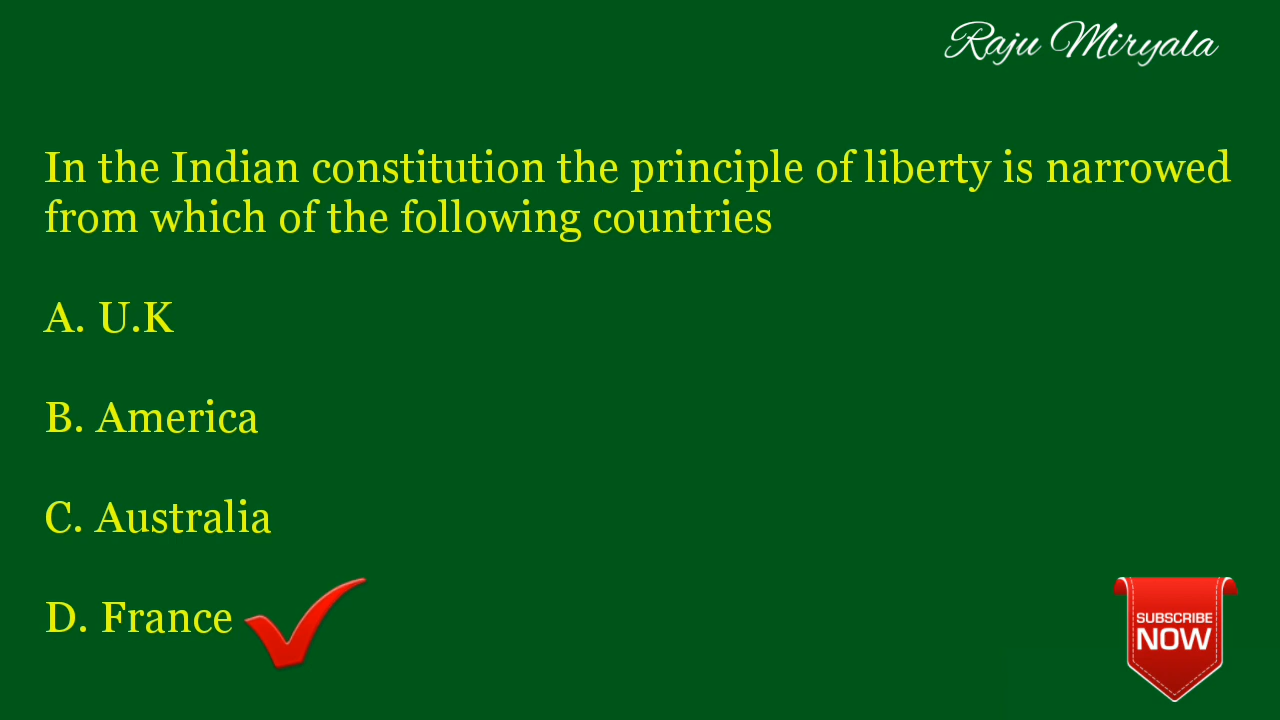 Raju Miryala
In the Indian constitution the principle of liberty is narrowed
from which of the following countries
A. U.K
B. America
C. Australia
D. France
SUBSCRIBE
NOW